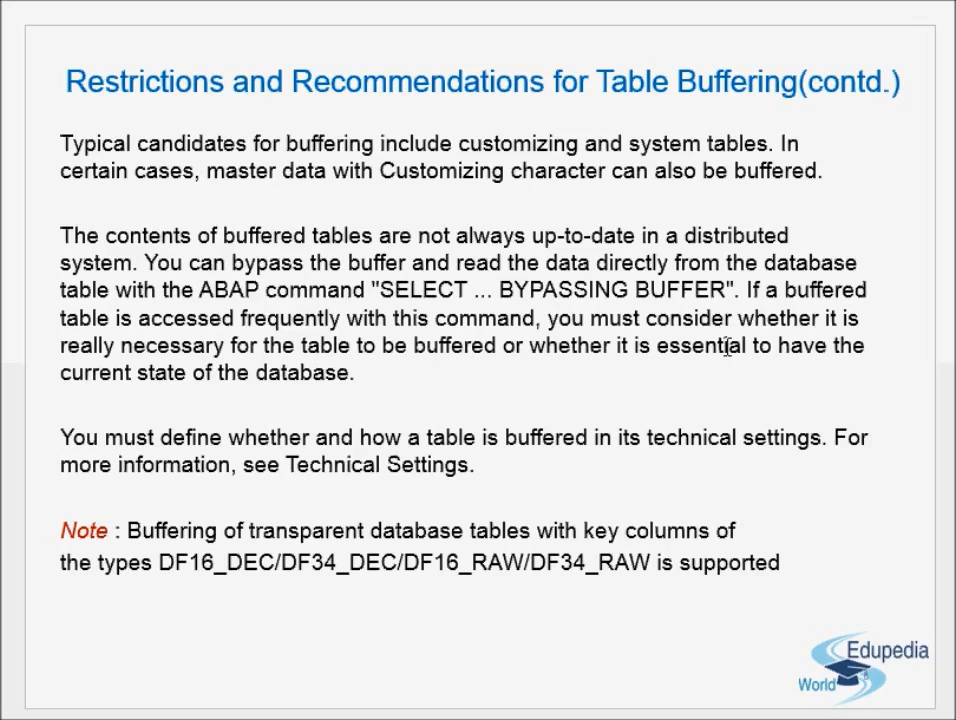 Restrictions and Recommendations for Table Buffering(contd.)
Typical candidates for buffering include customizing and system tables. In
certain cases, master data with Customizing character can also be buffered.
The contents of buffered tables are not always up-to-date in a distributed
system. You can bypass the buffer and read the data directly from the database
table with the ABAP command "SELECT ... BYPASSING BUFFER". If a buffered
table is accessed frequently with this command, you must consider whether it is
really necessary for the table to be buffered or whether it is essential to have the
current state of the database.
You must define whether and how a table is buffered in its technical settings. For
more information, see Technical Settings.
Note : Buffering of transparent database tables with key columns of
the types DF16_DEC/DF34_DEC/DF16_RAW/DF34_RAW is supported
Edupedia
World